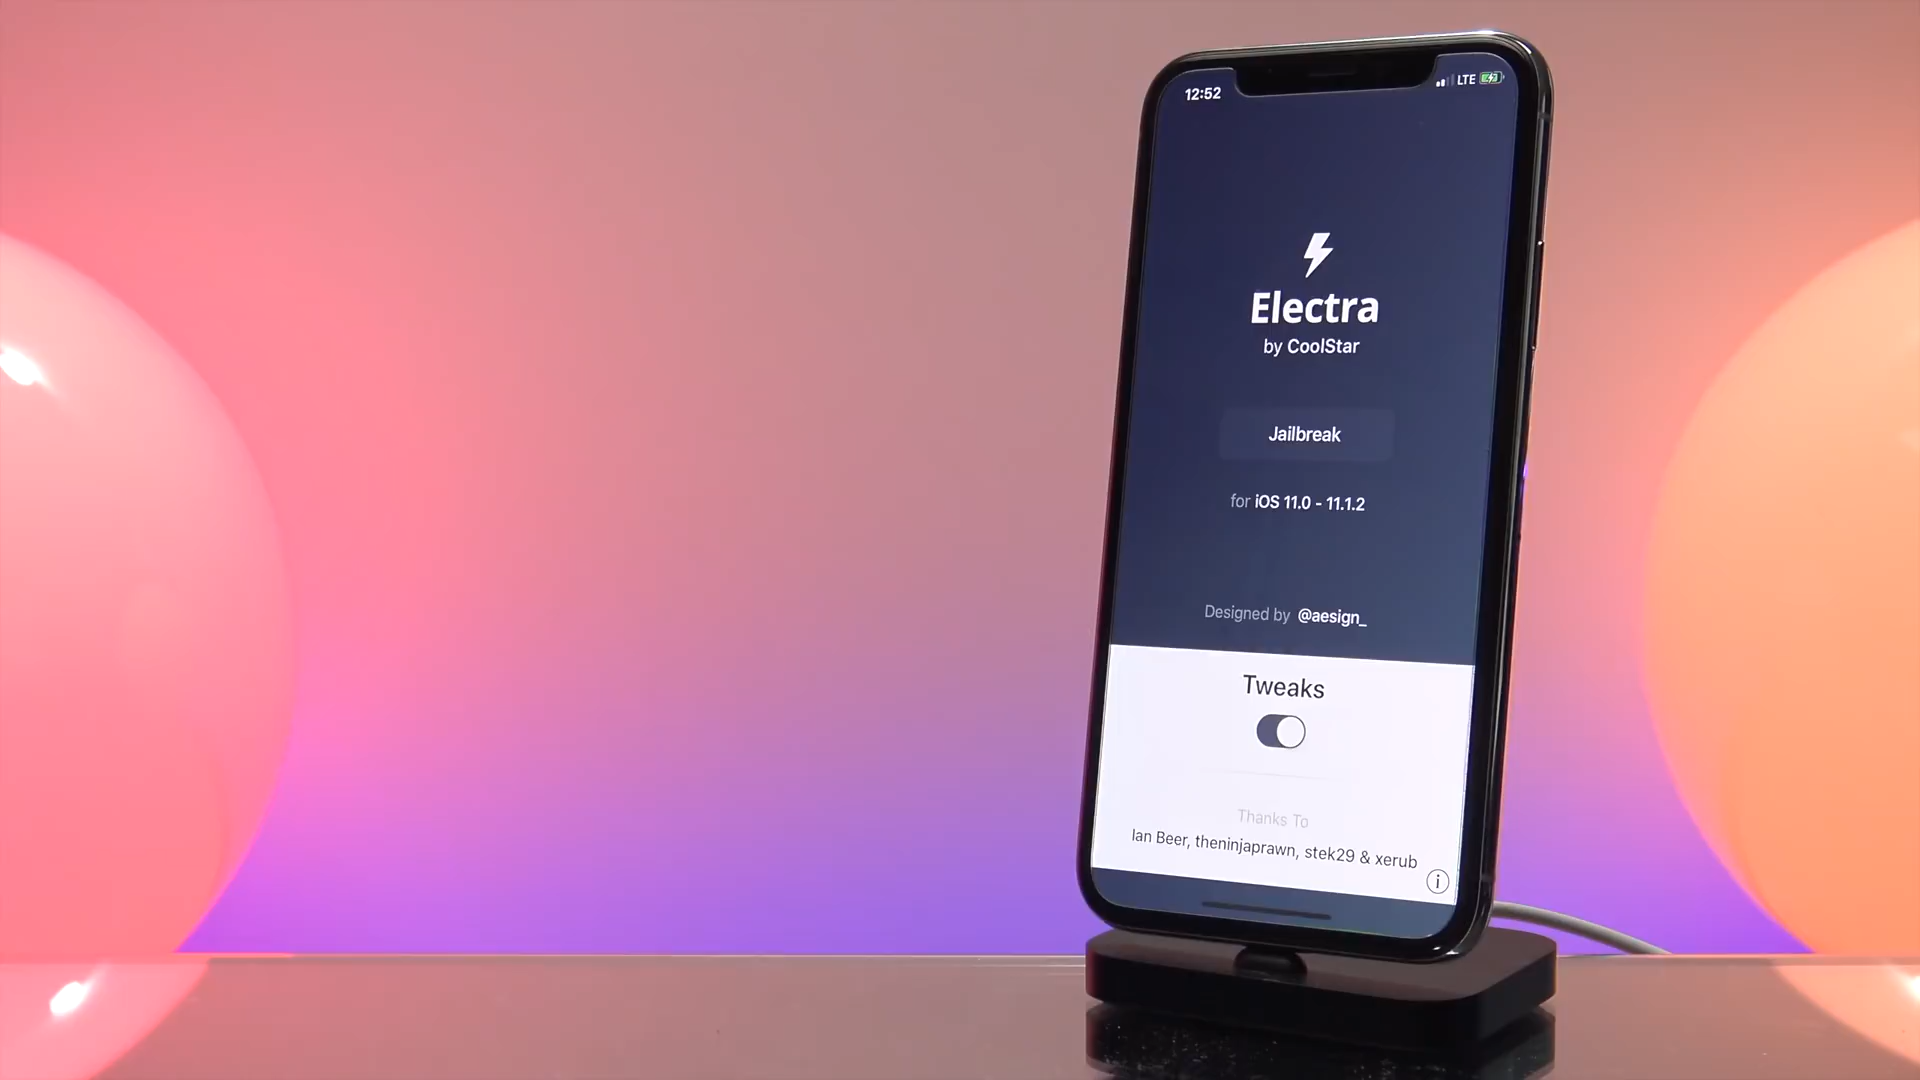 12:52
LTE
Electra
by CoolStar
Jailbreak
for iOS 11.0 - 11.1.2
Designed by @aesign_
Tweaks
Thanks To
Ian Beer, theninjaprawn, stek29 & xerub